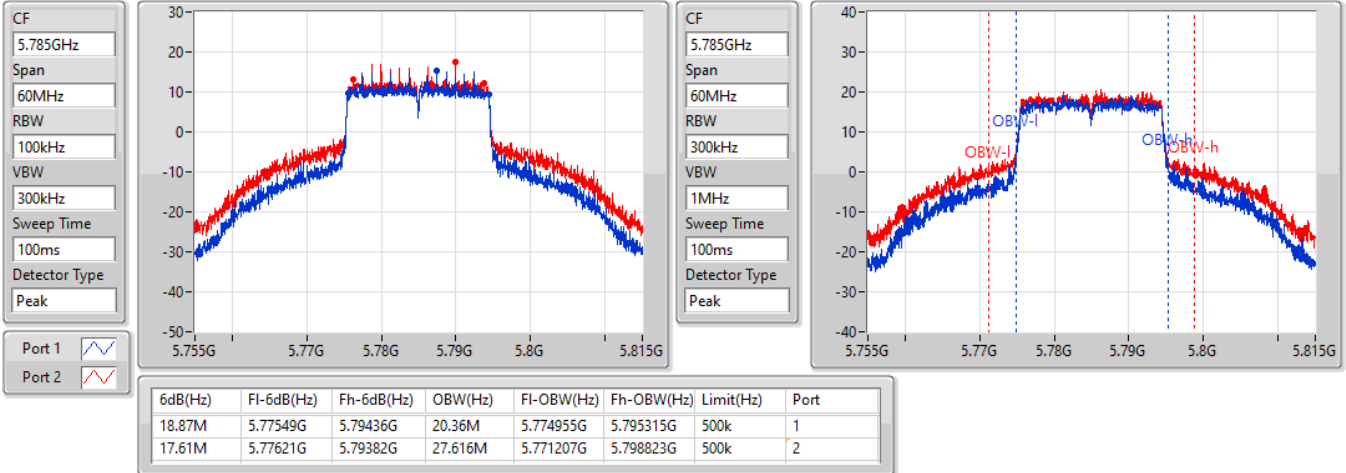 CF
5.785GHz
Span
60MHz
RBW
100kHz
VBW
300kHz
Sweep Time
100ms
Detector Type
Peak
Port 1
Port 2
30
20
10
0
-10
-20
-30
-40
-50
5.755G 5.77G 5.78G 5.79G 5.8G 5.815G
CF
5.785GHz
Span
60MHz
RBW
300kHz
VBW
1MHz
Sweep Time
100ms
Detector Type
Peak
40
30
20
10
0
-10
-20
-30
-40
OBW-l
OBW-l
OBW-h
OBW-h
5.755G 5.77G 5.78G 5.79G 5.8G 5.815G
6dB(Hz) Fl-6dB(Hz) Fh-6dB(Hz) OBW(Hz) Fl-OBW(Hz) Fh-OBW(Hz) Limit(Hz) Port
18.87M 5.77549G 5.79436G 20.36M 5.774955G 5.795315G 500k 1
17.61M 5.77621G 5.79382G 27.616M 5.771207G 5.798823G 500k 2